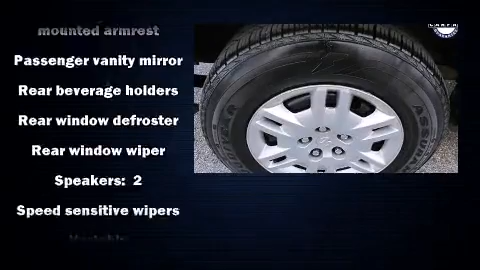 mounted armrest
Passenger vanity mirror
Rear beverage holders
Rear window defroster
Rear window wiper
Speakers: 2
Speed sensitive wipers